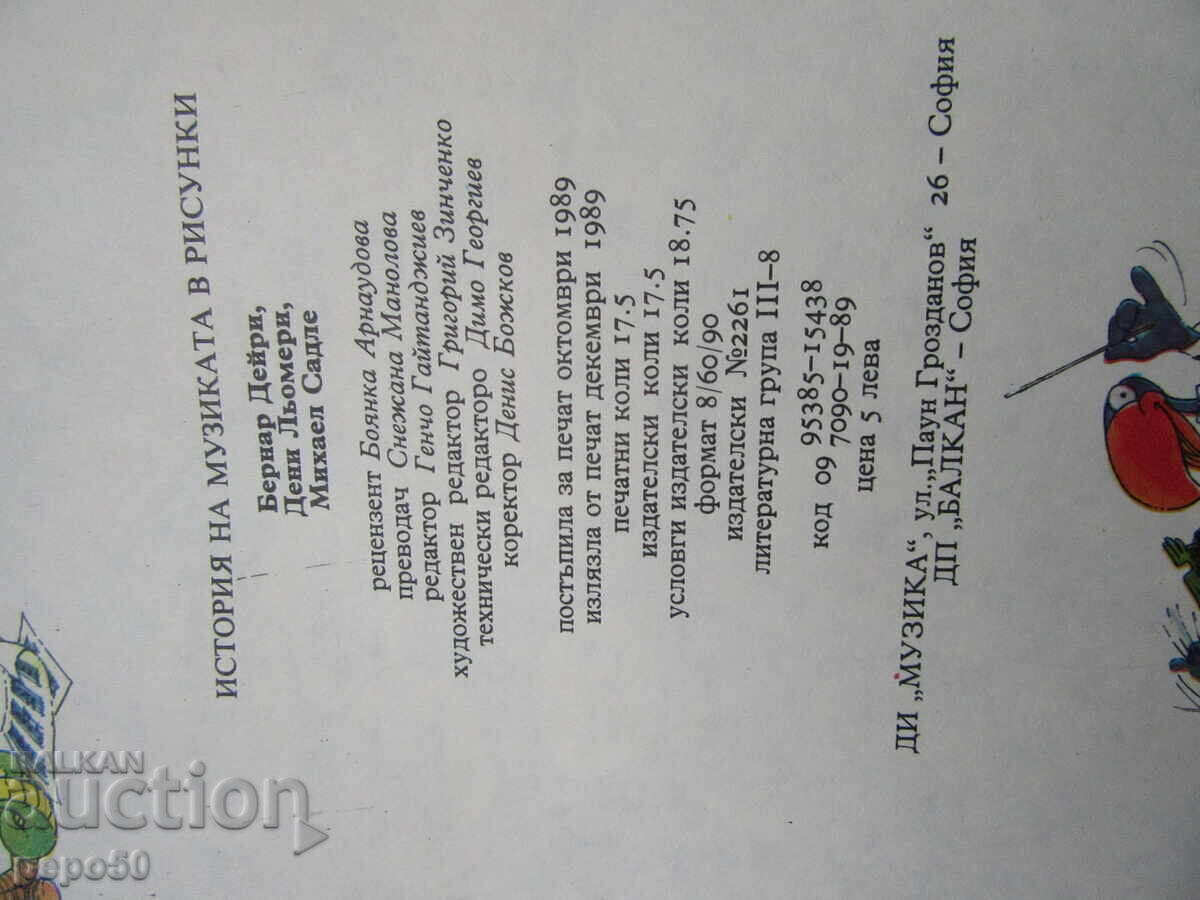 ИСТОРИЯ НА МУЗИКАТА В РИСУНКИ
Бернар Дейри,
Дени Льомери,
Михаел Садле
рецензент Боянка Арнаудова
преводач Снежана Манолова
редактор Генчо Гайтанджиев
художествен редактор Григорий Зинченко
технически редакторо Димо Георгиев
коректор Денис Божков
постъпила за печат октомври 1989
излязла от печат декември 1989
печатни коли 17.5
издателски коли 17.5
условги издателски коли 18.75
формат 8/60/90
издателски №2261
литературна група III–8
код 09 95385–15438
7090–19–89
цена 5 лева
ДИ „МУЗИКА", ул.„Паун Грозданов" 26 – София
ДП „БАЛКАН" – София
BALKAN
auction
pepo50